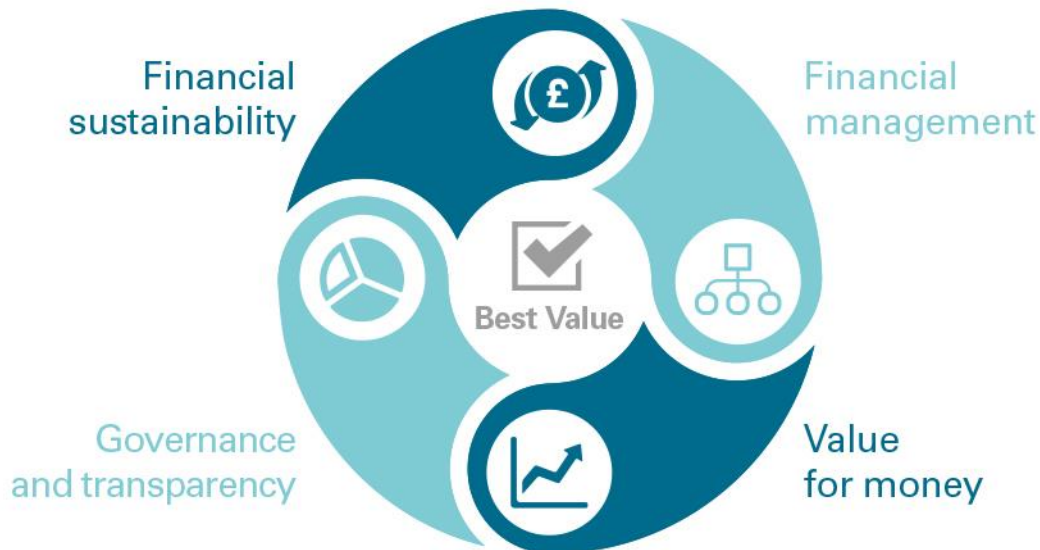 Financial
sustainability
Financial
management
£
Best Value
Governance
and transparency
Value
for money